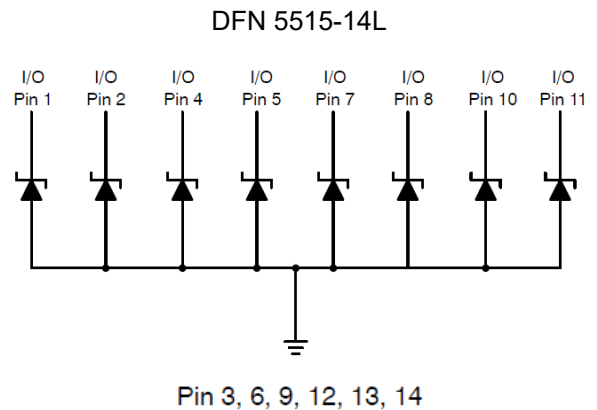 DFN 5515-14L
I/O I/O I/O I/O I/O I/O I/O I/O
Pin 1 Pin 2 Pin 4 Pin 5 Pin 7 Pin 8 Pin 10 Pin 11
Pin 3, 6, 9, 12, 13, 14